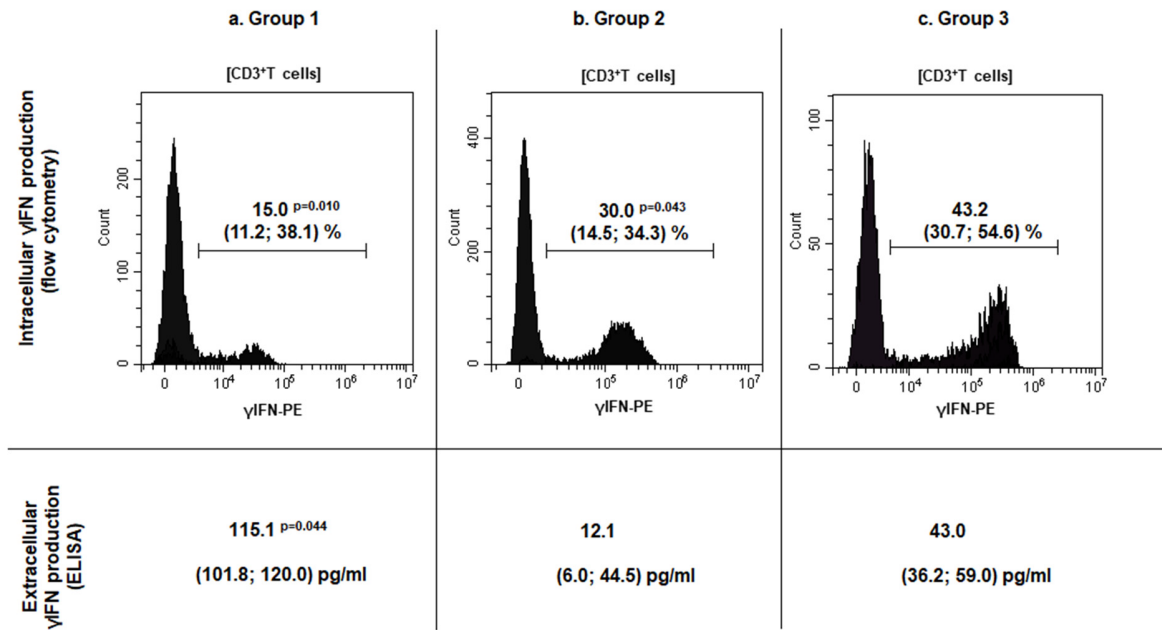 a. Group 1
b. Group 2
c. Group 3
Intracellular γIFN production
(flow cytometry)
[CD3⁺T cells]
Count
200
100
0
15.0 p=0.010
(11.2; 38.1) %
0 10⁴ 10⁵ 10⁶ 10⁷
γIFN-PE
[CD3⁺T cells]
Count
400
200
0
30.0 p=0.043
(14.5; 34.3) %
0 10⁵ 10⁶ 10⁷
γIFN-PE
[CD3⁺T cells]
Count
100
50
0
43.2
(30.7; 54.6) %
0 10⁴ 10⁵ 10⁶ 10⁷
γIFN-PE
Extracellular
γIFN production
(ELISA)
115.1 p=0.044
(101.8; 120.0) pg/ml
12.1
(6.0; 44.5) pg/ml
43.0
(36.2; 59.0) pg/ml